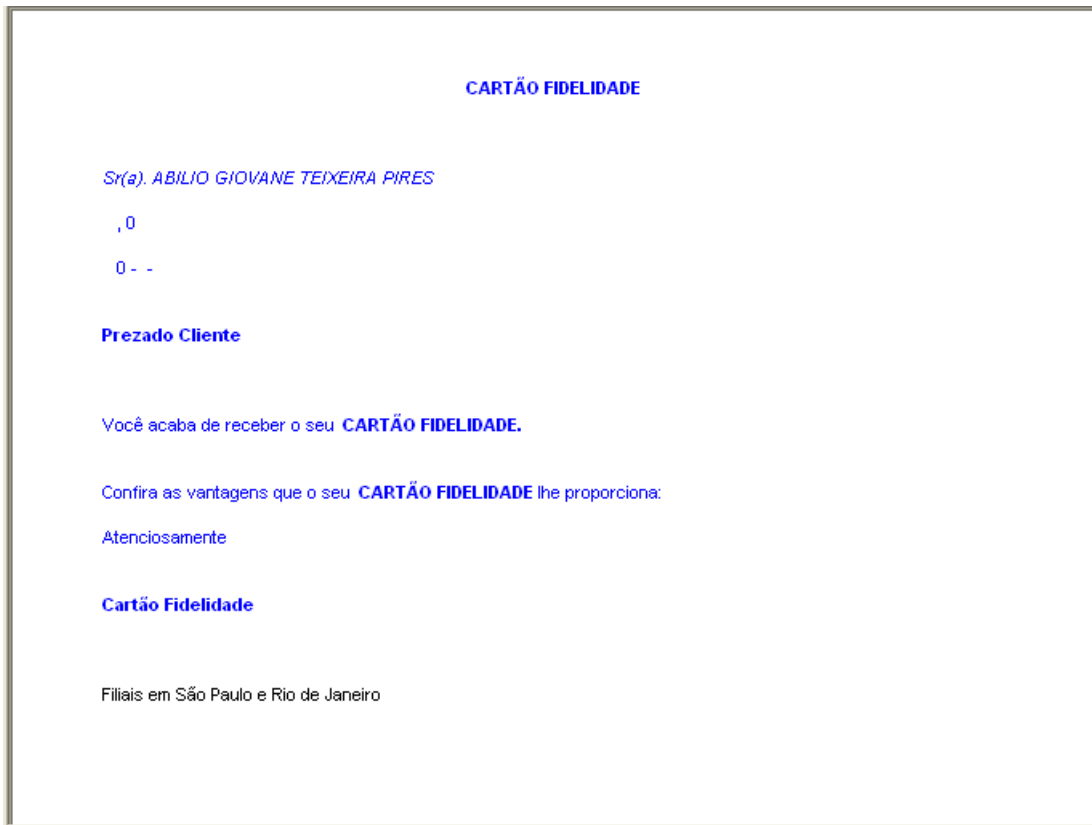 CARTÃO FIDELIDADE
Sr(a). ABILIO GIOVANE TEIXEIRA PIRES
, 0
0 - -
Prezado Cliente
Você acaba de receber o seu CARTÃO FIDELIDADE.
Confira as vantagens que o seu CARTÃO FIDELIDADE lhe proporciona:
Atenciosamente
Cartão Fidelidade
Filiais em São Paulo e Rio de Janeiro